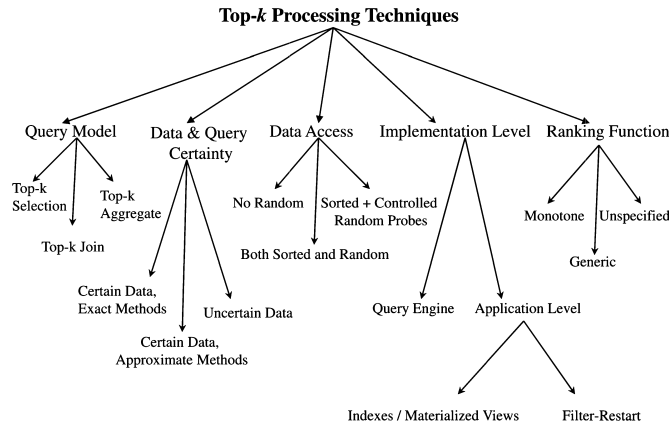 Top-k Processing Techniques
Query Model
Data & Query
Certainty
Data Access
Implementation Level
Ranking Function
Top-k
Selection
Top-k
Aggregate
Top-k Join
No Random
Sorted + Controlled
Random Probes
Both Sorted and Random
Monotone
Unspecified
Generic
Certain Data,
Exact Methods
Uncertain Data
Certain Data,
Approximate Methods
Query Engine
Application Level
Indexes / Materialized Views
Filter-Restart